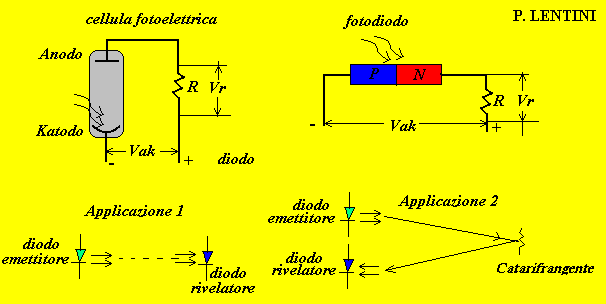 cellula fotoelettrica
fotodiodo
P. LENTINI
Anodo
R
Vr
Katodo
Vak
-
+
diodo
P
N
R
Vr
-
Vak
+
Applicazione 1
diodo
emettitore
diodo
rivelatore
Applicazione 2
diodo
emettitore
diodo
rivelatore
Catarifrangente